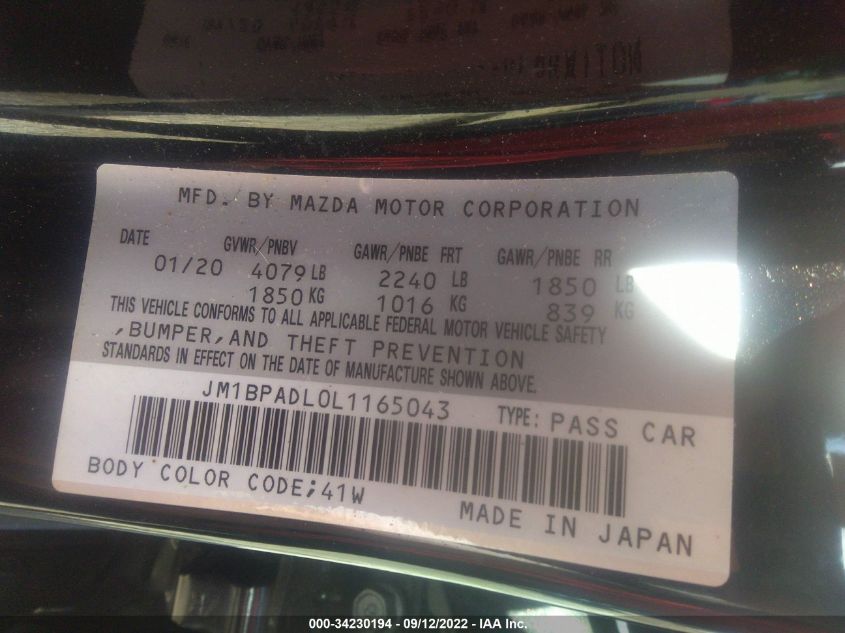 MFD. BY MAZDA MOTOR CORPORATION
DATE GVWR/PNBV GAWR/PNBE FRT GAWR/PNBE RR
01/20 4079 LB 2240 LB 1850 LB
1850 KG 1016 KG 839 KG
THIS VEHICLE CONFORMS TO ALL APPLICABLE FEDERAL MOTOR VEHICLE SAFETY
,BUMPER,AND THEFT PREVENTION
STANDARDS IN EFFECT ON THE DATE OF MANUFACTURE SHOWN ABOVE.
JM1BPADL0L1165043 TYPE: PASS CAR
BODY COLOR CODE;41W
MADE IN JAPAN
000-34230194 - 09/12/2022 - IAA Inc.